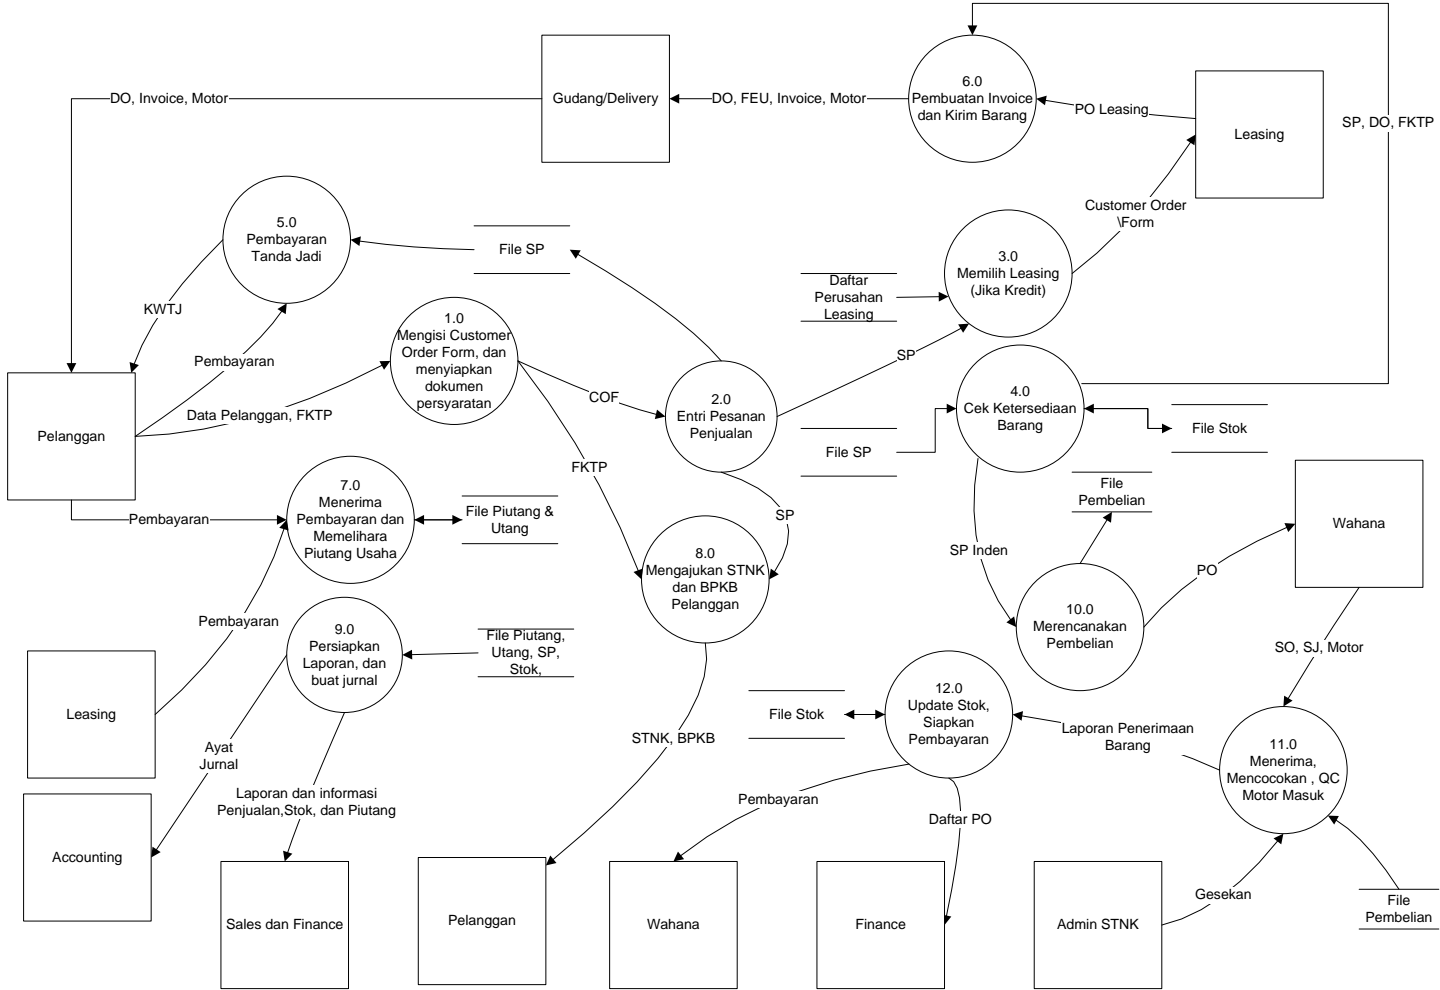 6.0
Pembuatan Invoice
dan Kirim Barang
Gudang/Delivery
DO, Invoice, Motor
DO, FEU, Invoice, Motor
PO Leasing
Leasing
SP, DO, FKTP
Customer Order
\Form
5.0
Pembayaran
Tanda Jadi
File SP
3.0
Memilih Leasing
(Jika Kredit)
Daftar
Perusahan
Leasing
KWTJ
1.0
Mengisi Customer
Order Form, dan
menyiapkan
dokumen
persyaratan
Pembayaran
SP
Data Pelanggan, FKTP
COF
2.0
Entri Pesanan
Penjualan
4.0
Cek Ketersediaan
Barang
Pelanggan
File SP
File Stok
FKTP
7.0
Menerima
Pembayaran dan
Memelihara
Piutang Usaha
Pembayaran
File Piutang &
Utang
SP
File
Pembelian
Wahana
8.0
Mengajukan STNK
dan BPKB
Pelanggan
SP Inden
PO
10.0
Merencanakan
Pembelian
Pembayaran
9.0
Persiapkan
Laporan, dan
buat jurnal
File Piutang,
Utang, SP,
Stok,
SO, SJ, Motor
Leasing
12.0
Update Stok,
Siapkan
Pembayaran
File Stok
Laporan Penerimaan
Barang
STNK, BPKB
11.0
Menerima,
Mencocokan , QC
Motor Masuk
Ayat
Jurnal
Laporan dan informasi
Penjualan,Stok, dan Piutang
Pembayaran
Daftar PO
Accounting
Sales dan Finance
Pelanggan
Wahana
Finance
Admin STNK
Gesekan
File
Pembelian